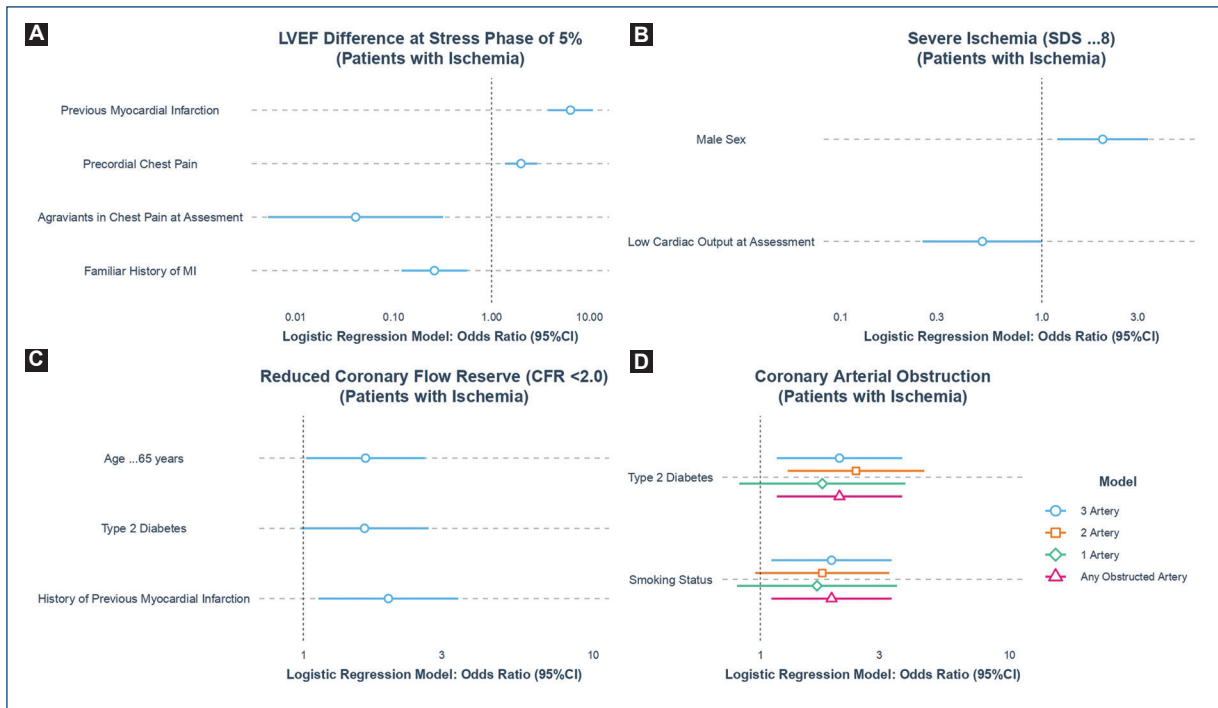 A
LVEF Difference at Stress Phase of 5%
(Patients with Ischemia)
Previous Myocardial Infarction
Precordial Chest Pain
Agraviants in Chest Pain at Assesment
Familiar History of MI
0.01 0.10 1.00 10.00
Logistic Regression Model: Odds Ratio (95%CI)
B
Severe Ischemia (SDS ...8)
(Patients with Ischemia)
Male Sex
Low Cardiac Output at Assessment
0.1 0.3 1.0 3.0
Logistic Regression Model: Odds Ratio (95%CI)
C
Reduced Coronary Flow Reserve (CFR <2.0)
(Patients with Ischemia)
Age ...65 years
Type 2 Diabetes
History of Previous Myocardial Infarction
1 3 10
Logistic Regression Model: Odds Ratio (95%CI)
D
Coronary Arterial Obstruction
(Patients with Ischemia)
Type 2 Diabetes
Smoking Status
1 3 10
Logistic Regression Model: Odds Ratio (95%CI)
Model
3 Artery
2 Artery
1 Artery
Any Obstructed Artery